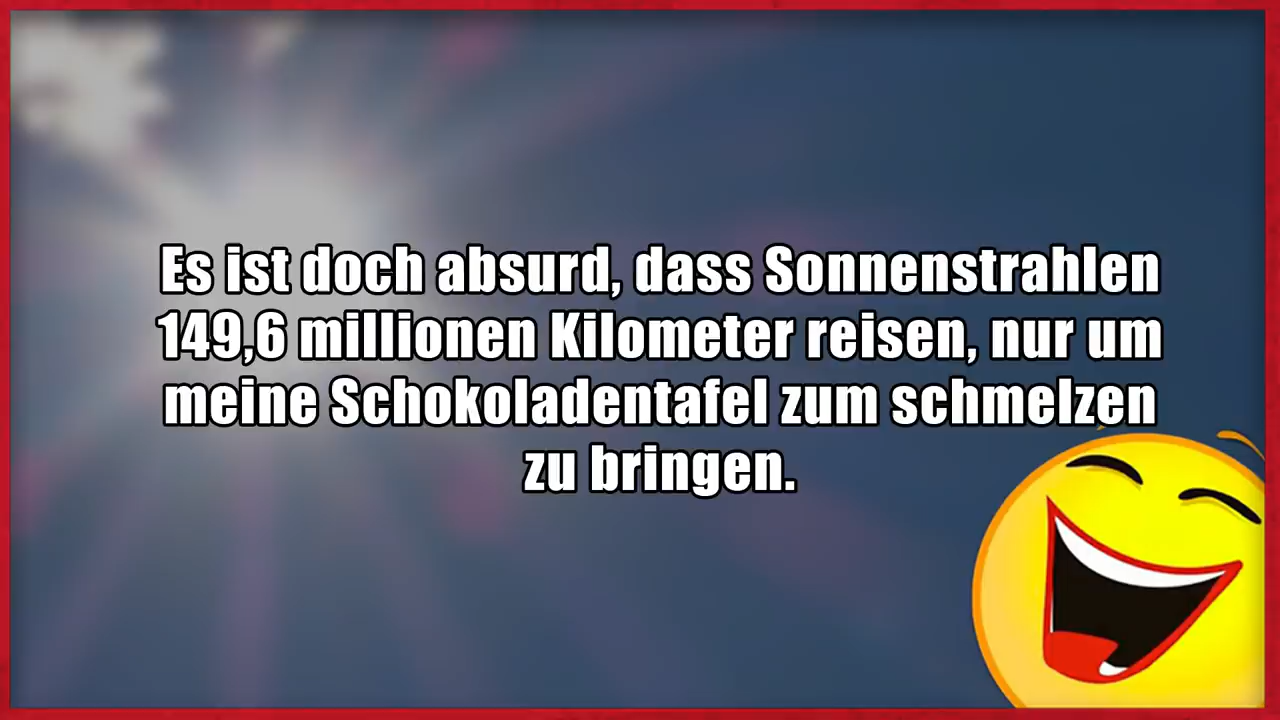 Es ist doch absurd, dass Sonnenstrahlen
149,6 millionen Kilometer reisen, nur um
meine Schokoladentafel zum schmelzen
zu bringen.